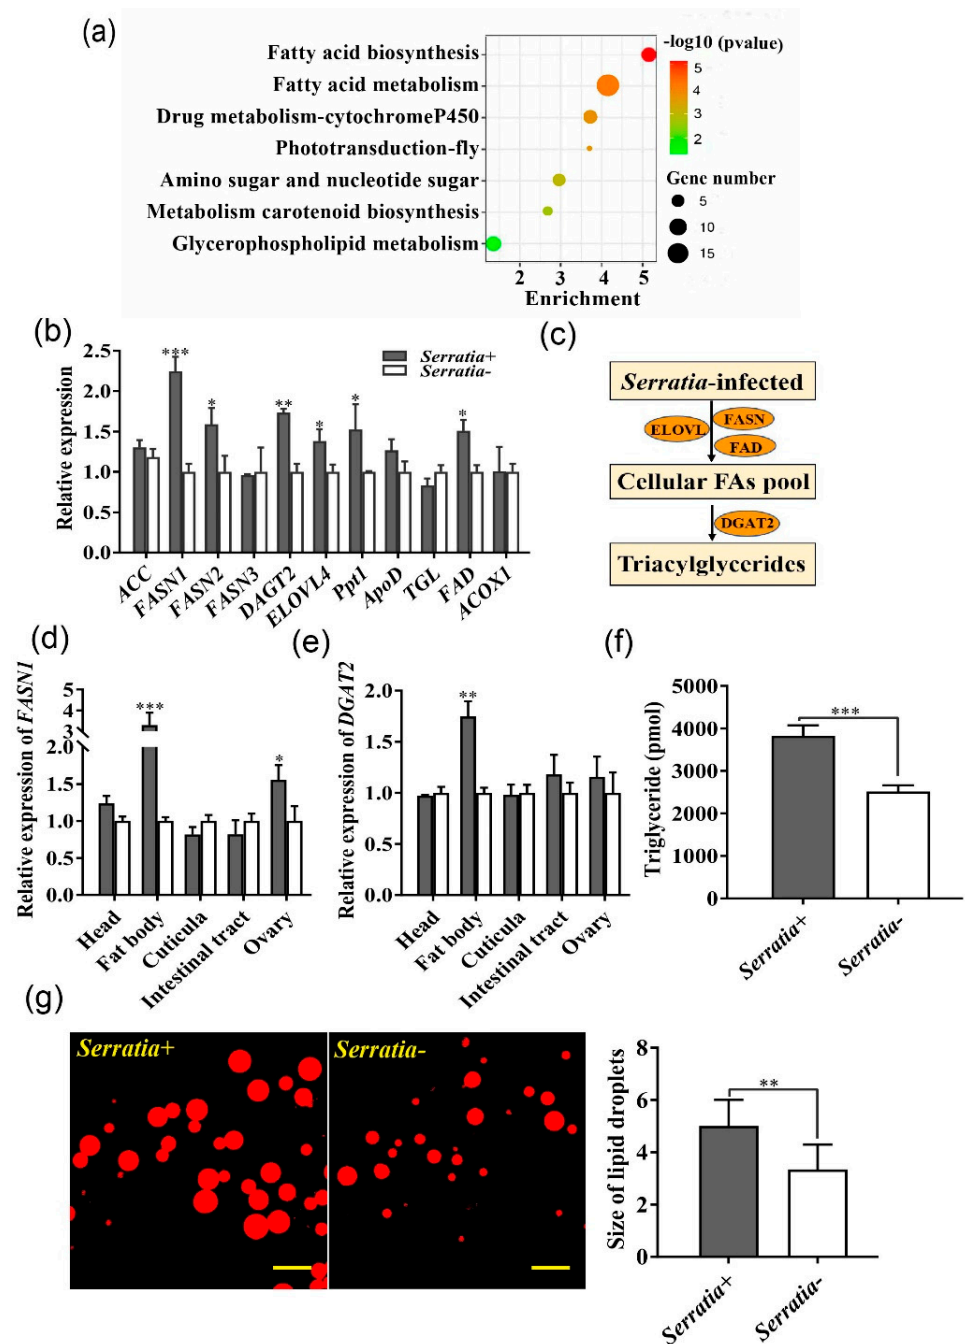 (a)
Fatty acid biosynthesis
Fatty acid metabolism
Drug metabolism-cytochromeP450
Phototransduction-fly
Amino sugar and nucleotide sugar
Metabolism carotenoid biosynthesis
Glycerophospholipid metabolism
2 3 4 5
Enrichment
-log10 (pvalue)
5
4
3
2
Gene number
5
10
15
(b)
Relative expression
2.5
2.0
1.5
1.0
0.5
0.0
*** * ** * * *
Serratia+
Serratia-
ACC FASN1 FASN2 FASN3 DAGT2 ELOVL4 Ppt1 ApoD TGL FAD ACOX1
(c)
Serratia-infected
ELOVL
FASN
FAD
Cellular FAs pool
DGAT2
Triacylglycerides
(d)
Relative expression of FASN1
5
4
3
2.0
1.5
1.0
0.5
0.0
*** *
Head Fat body Cuticula Intestinal tract Ovary
(e)
Relative expression of DGAT2
2.0
1.5
1.0
0.5
0.0
**
Head Fat body Cuticula Intestinal tract Ovary
(f)
Triglyceride (pmol)
5000
4000
3000
2000
1000
0
***
Serratia+ Serratia-
(g)
Serratia+
Serratia-
Size of lipid droplets
8
6
4
2
0
**
Serratia+ Serratia-